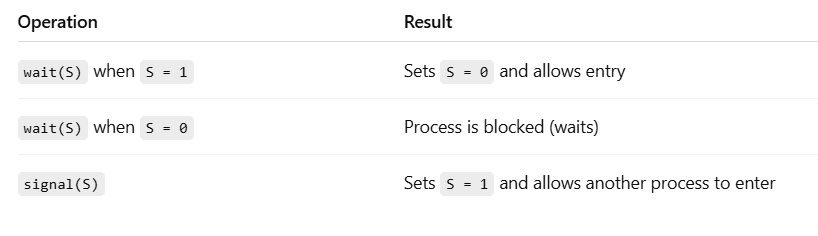 Operation Result
wait(S) when S = 1 Sets S = 0 and allows entry
wait(S) when S = 0 Process is blocked (waits)
signal(S) Sets S = 1 and allows another process to enter